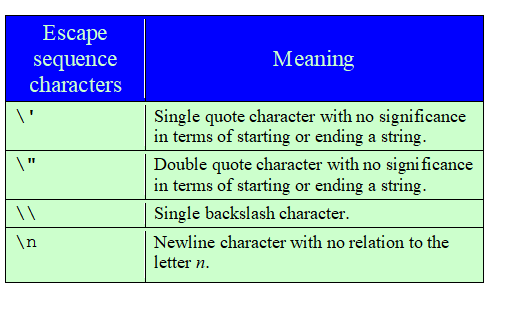 Escape
sequence
characters
Meaning
\'
Single quote character with no significance
in terms of starting or ending a string.
\"
Double quote character with no significance
in terms of starting or ending a string.
\\
Single backslash character.
\n
Newline character with no relation to the
letter n.